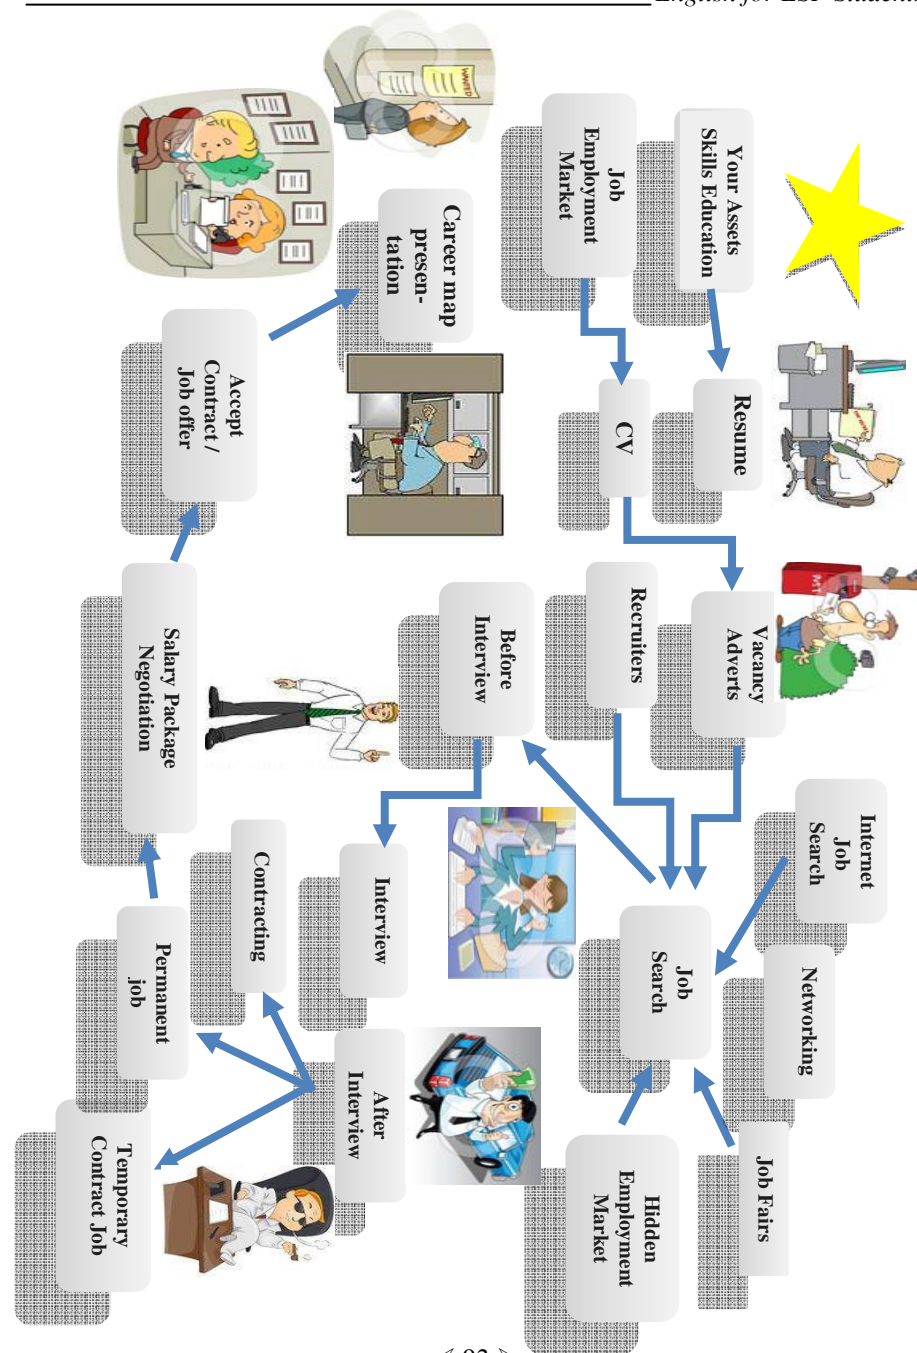 English for ESP Students
Your Assets
Skills Education
Job
Employment
Market
Career map
presen-
tation
WANTED
Resume
CV
Accept
Contract /
Job offer
Vacancy
Adverts
Recruiters
Before
Interview
Salary Package
Negotiation
Internet
Job
Search
Networking
Job Fairs
Job
Search
Hidden
Employment
Market
Interview
Contracting
After
Interview
Permanent
job
Temporary
Contract Job